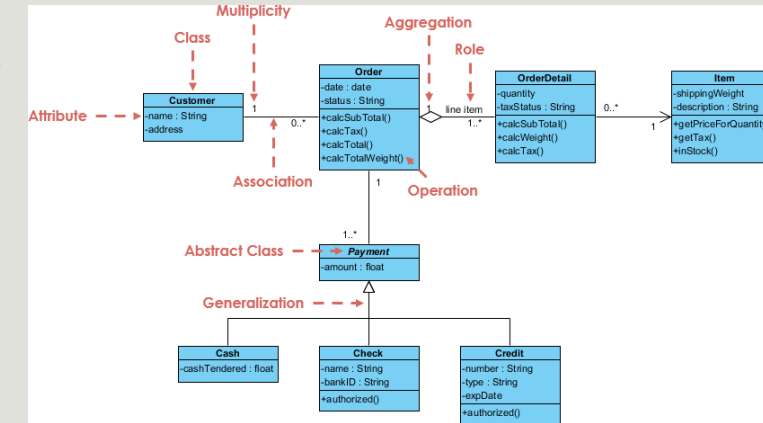 Multiplicity
Aggregation
Class
Role
Order
-date : date
-status : String
+calcSubTotal()
+calcTax()
+calcTotal()
+calcTotalWeight()
OrderDetail
-quantity
-taxStatus : String
+calcSubTotal()
+calcWeight()
+calcTax()
Item
-shippingWeight
-description : String
+getPriceForQuantity
+getTax()
+inStock()
Attribute
Customer
-name : String
-address
1
0..*
1
line item
1..*
0..*
1
Association
Operation
1
1..*
Abstract Class
Payment
-amount : float
Generalization
Cash
-cashTendered : float
Check
-name : String
-bankID : String
+authorized()
Credit
-number : String
-type : String
-expDate
+authorized()